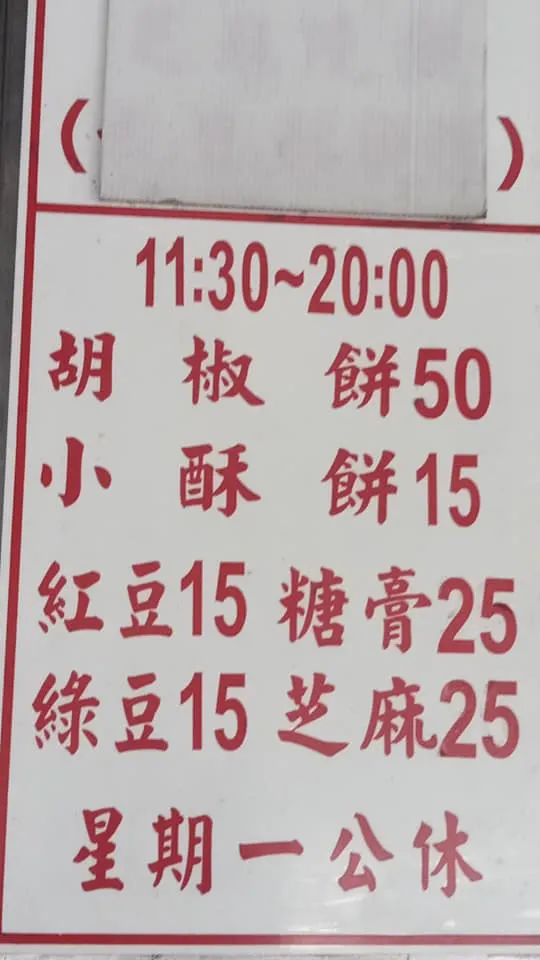 ( )
11:30~20:00
胡椒餅50
小酥餅15
紅豆15 糖膏25
綠豆15 芝麻25
星期一公休